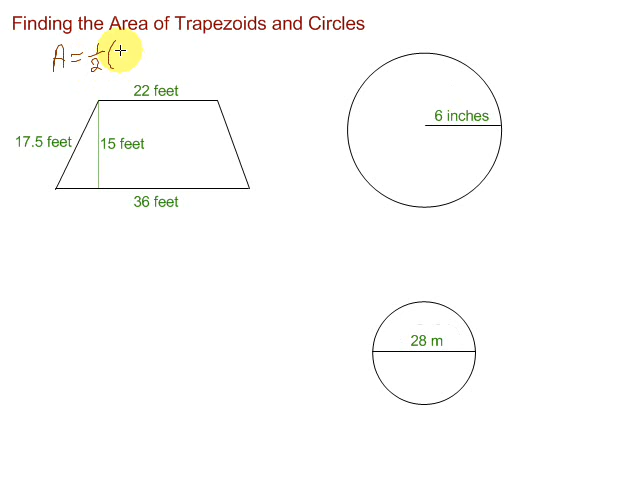 Finding the Area of Trapezoids and Circles
A = 1/2 (
22 feet
6 inches
17.5 feet
15 feet
36 feet
28 m